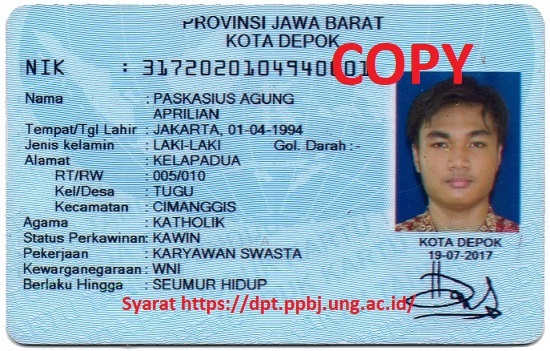 PROVINSI JAWA BARAT
KOTA DEPOK
NIK : 3172020104940001
COPY
Nama : PASKASIUS AGUNG
APRILIAN
Tempat/Tgl Lahir : JAKARTA, 01-04-1994
Jenis kelamin : LAKI-LAKI Gol. Darah :-
Alamat : KELAPADUA
RT/RW : 005/010
Kel/Desa : TUGU
Kecamatan : CIMANGGIS
Agama : KATHOLIK
Status Perkawinan: KAWIN
Pekerjaan : KARYAWAN SWASTA
Kewarganegaraan: WNI
Berlaku Hingga : SEUMUR HIDUP
KOTA DEPOK
19-07-2017
Syarat https://dpt.ppbj.ung.ac.id/